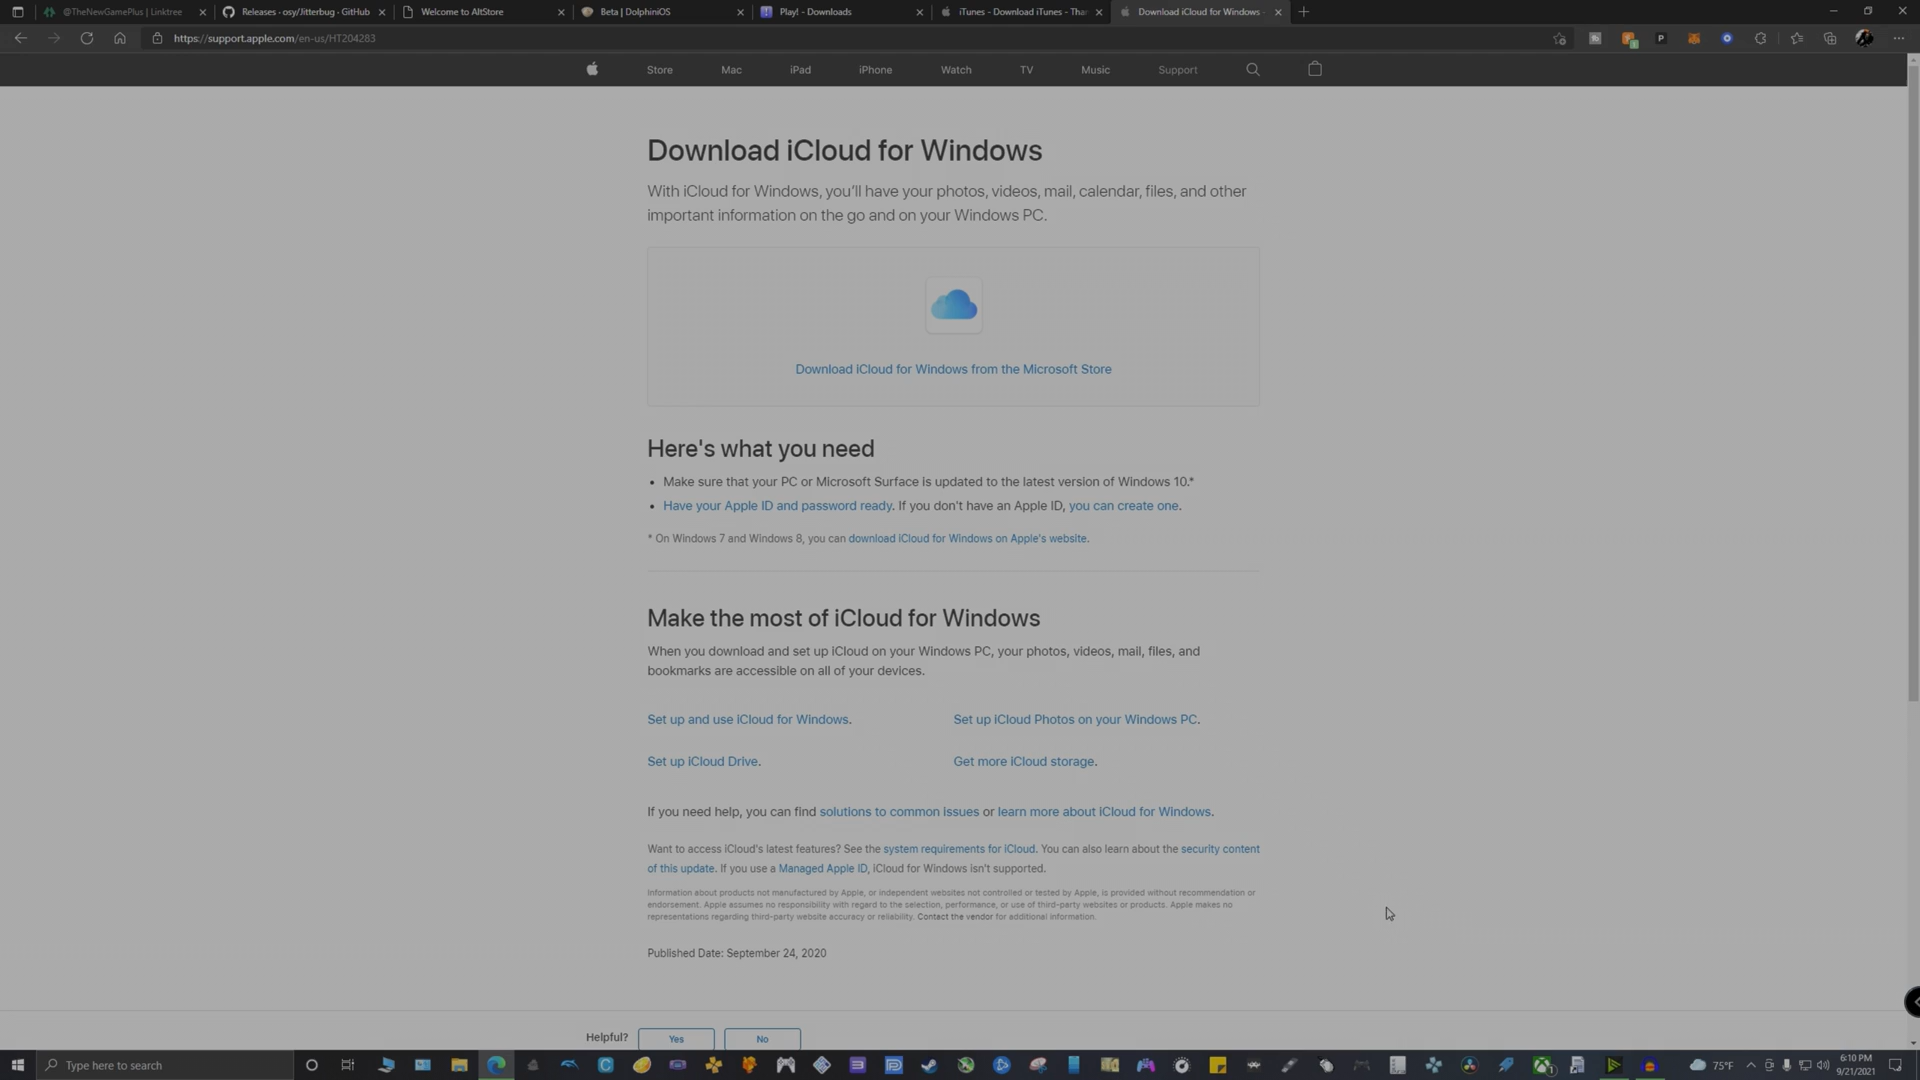 @TheNewGamePlus | Linktree
Releases · osy/Jitterbug · GitHub
Welcome to AltStore
Beta | DolphiniOS
Play! - Downloads
iTunes - Download iTunes - Than
Download iCloud for Windows -
https://support.apple.com/en-us/HT204283
Store
Mac
iPad
iPhone
Watch
TV
Music
Support
Download iCloud for Windows
With iCloud for Windows, you'll have your photos, videos, mail, calendar, files, and other
important information on the go and on your Windows PC.
Download iCloud for Windows from the Microsoft Store
Here's what you need
• Make sure that your PC or Microsoft Surface is updated to the latest version of Windows 10.*
• Have your Apple ID and password ready. If you don't have an Apple ID, you can create one.
* On Windows 7 and Windows 8, you can download iCloud for Windows on Apple's website.
Make the most of iCloud for Windows
When you download and set up iCloud on your Windows PC, your photos, videos, mail, files, and
bookmarks are accessible on all of your devices.
Set up and use iCloud for Windows.
Set up iCloud Photos on your Windows PC.
Set up iCloud Drive.
Get more iCloud storage.
If you need help, you can find solutions to common issues or learn more about iCloud for Windows.
Want to access iCloud's latest features? See the system requirements for iCloud. You can also learn about the security content
of this update. If you use a Managed Apple ID, iCloud for Windows isn't supported.
Information about products not manufactured by Apple, or independent websites not controlled or tested by Apple, is provided without recommendation or
endorsement. Apple assumes no responsibility with regard to the selection, performance, or use of third-party websites or products. Apple makes no
representations regarding third-party website accuracy or reliability. Contact the vendor for additional information.
Published Date: September 24, 2020
Helpful?
Yes
No
Type here to search
75°F
6:10 PM
9/21/2021